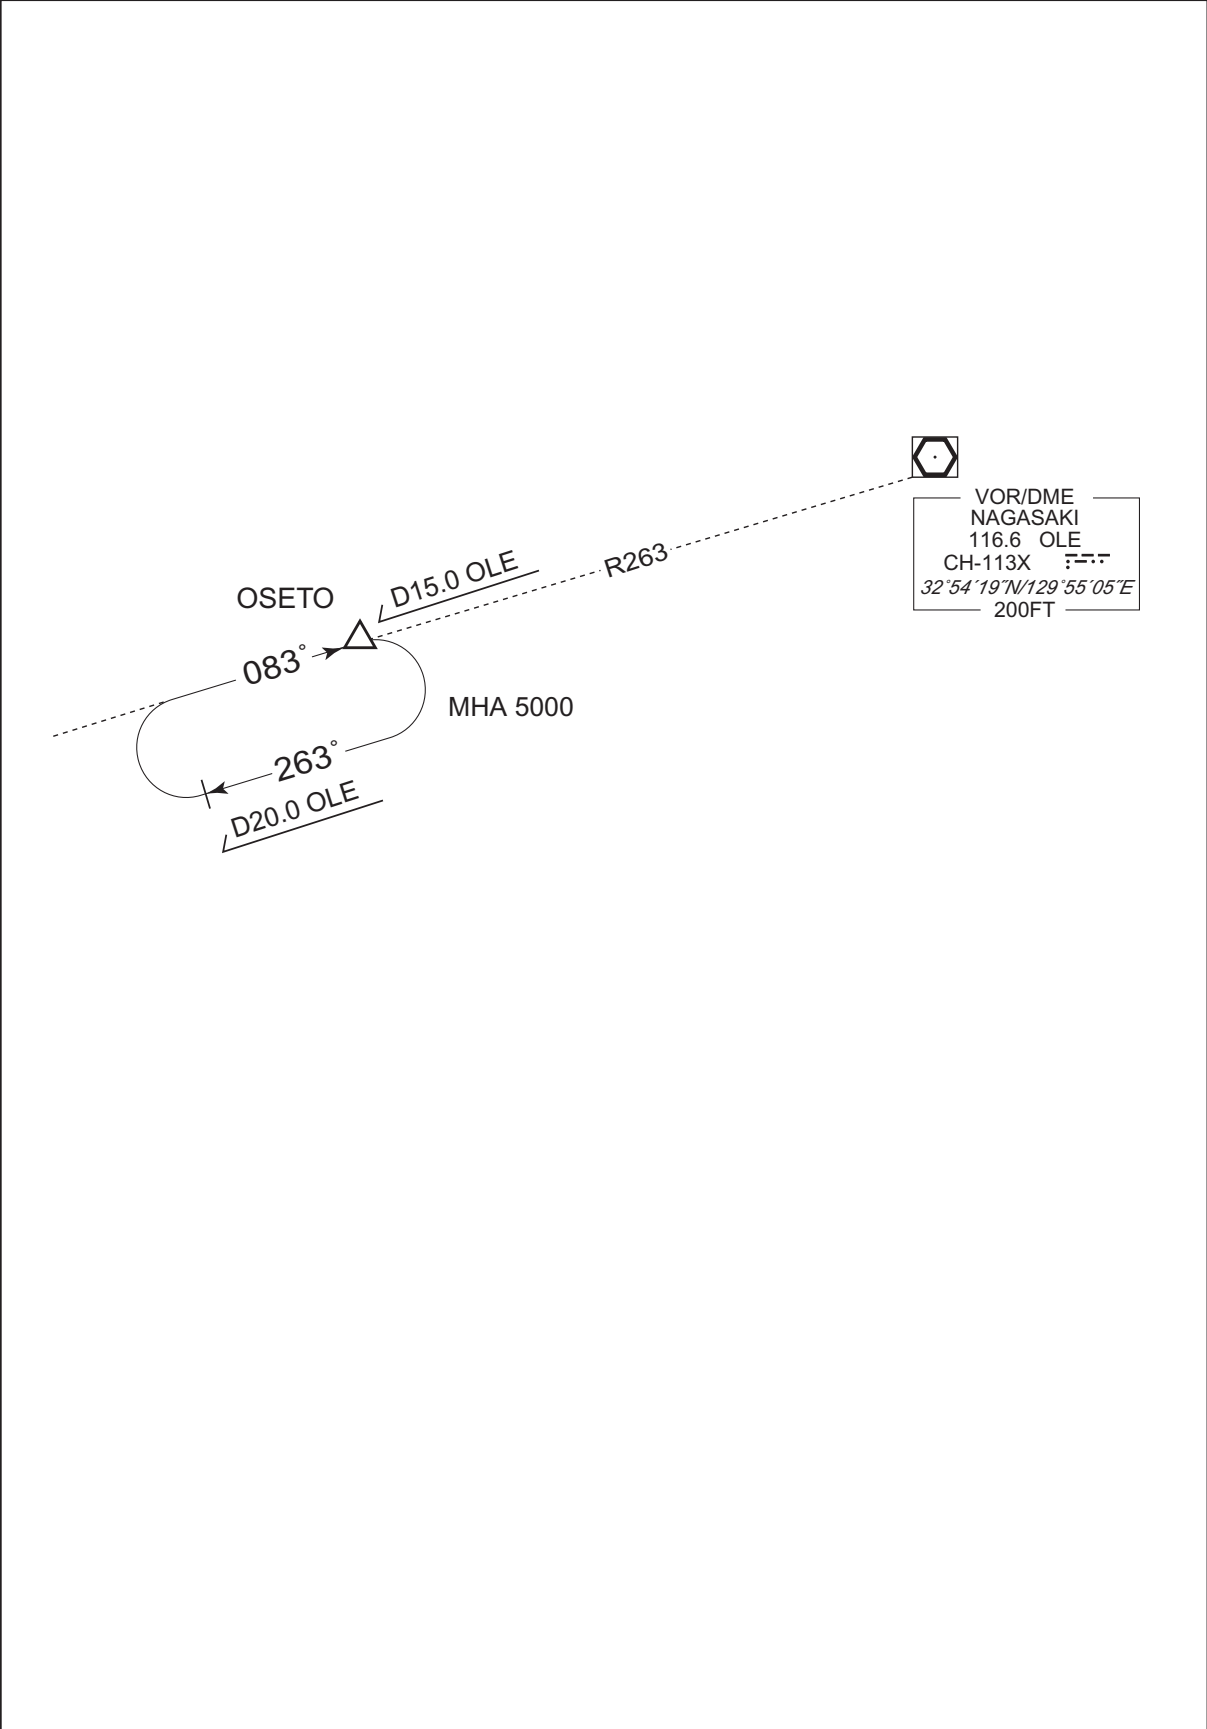 VOR/DME
NAGASAKI
116.6 OLE
CH-113X
32°54´19˝N/129°55´05˝E
200FT
R263
D15.0 OLE
OSETO
083°
MHA 5000
263°
D20.0 OLE